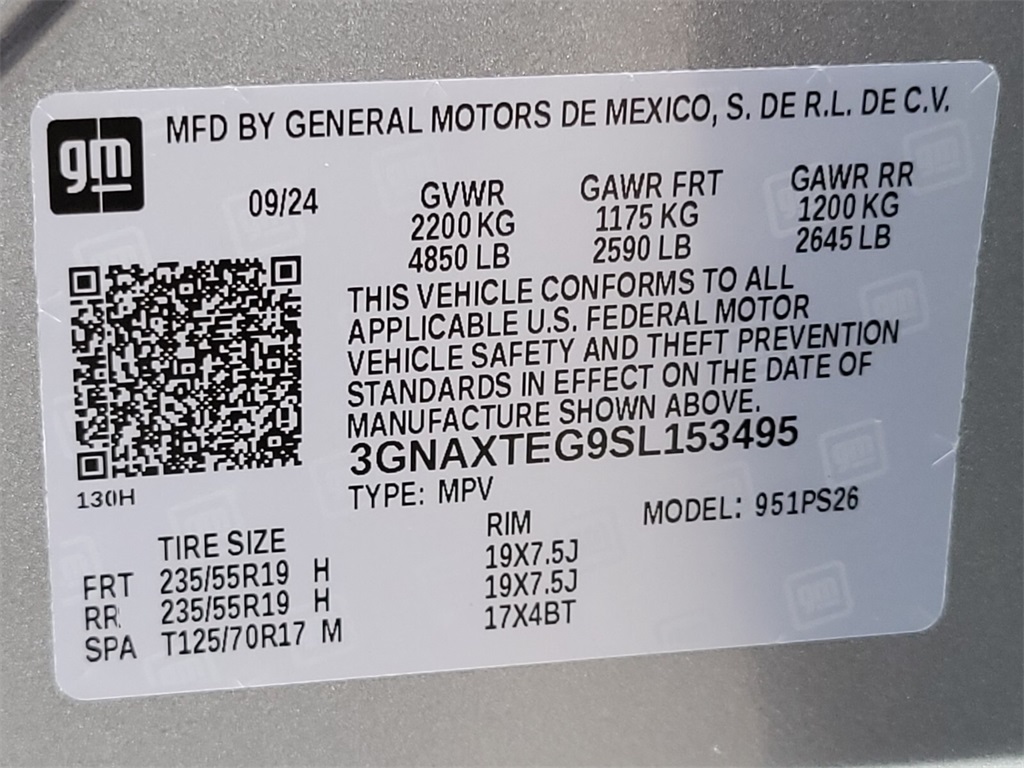 gm
MFD BY GENERAL MOTORS DE MEXICO, S. DE R.L. DE C.V.
09/24
GVWR GAWR FRT GAWR RR
2200 KG 1175 KG 1200 KG
4850 LB 2590 LB 2645 LB
THIS VEHICLE CONFORMS TO ALL
APPLICABLE U.S. FEDERAL MOTOR
VEHICLE SAFETY AND THEFT PREVENTION
STANDARDS IN EFFECT ON THE DATE OF
MANUFACTURE SHOWN ABOVE.
3GNAXTEG9SL153495
130H
TYPE: MPV
MODEL: 951PS26
TIRE SIZE RIM
FRT 235/55R19 H 19X7.5J
RR 235/55R19 H 19X7.5J
SPA T125/70R17 M 17X4BT